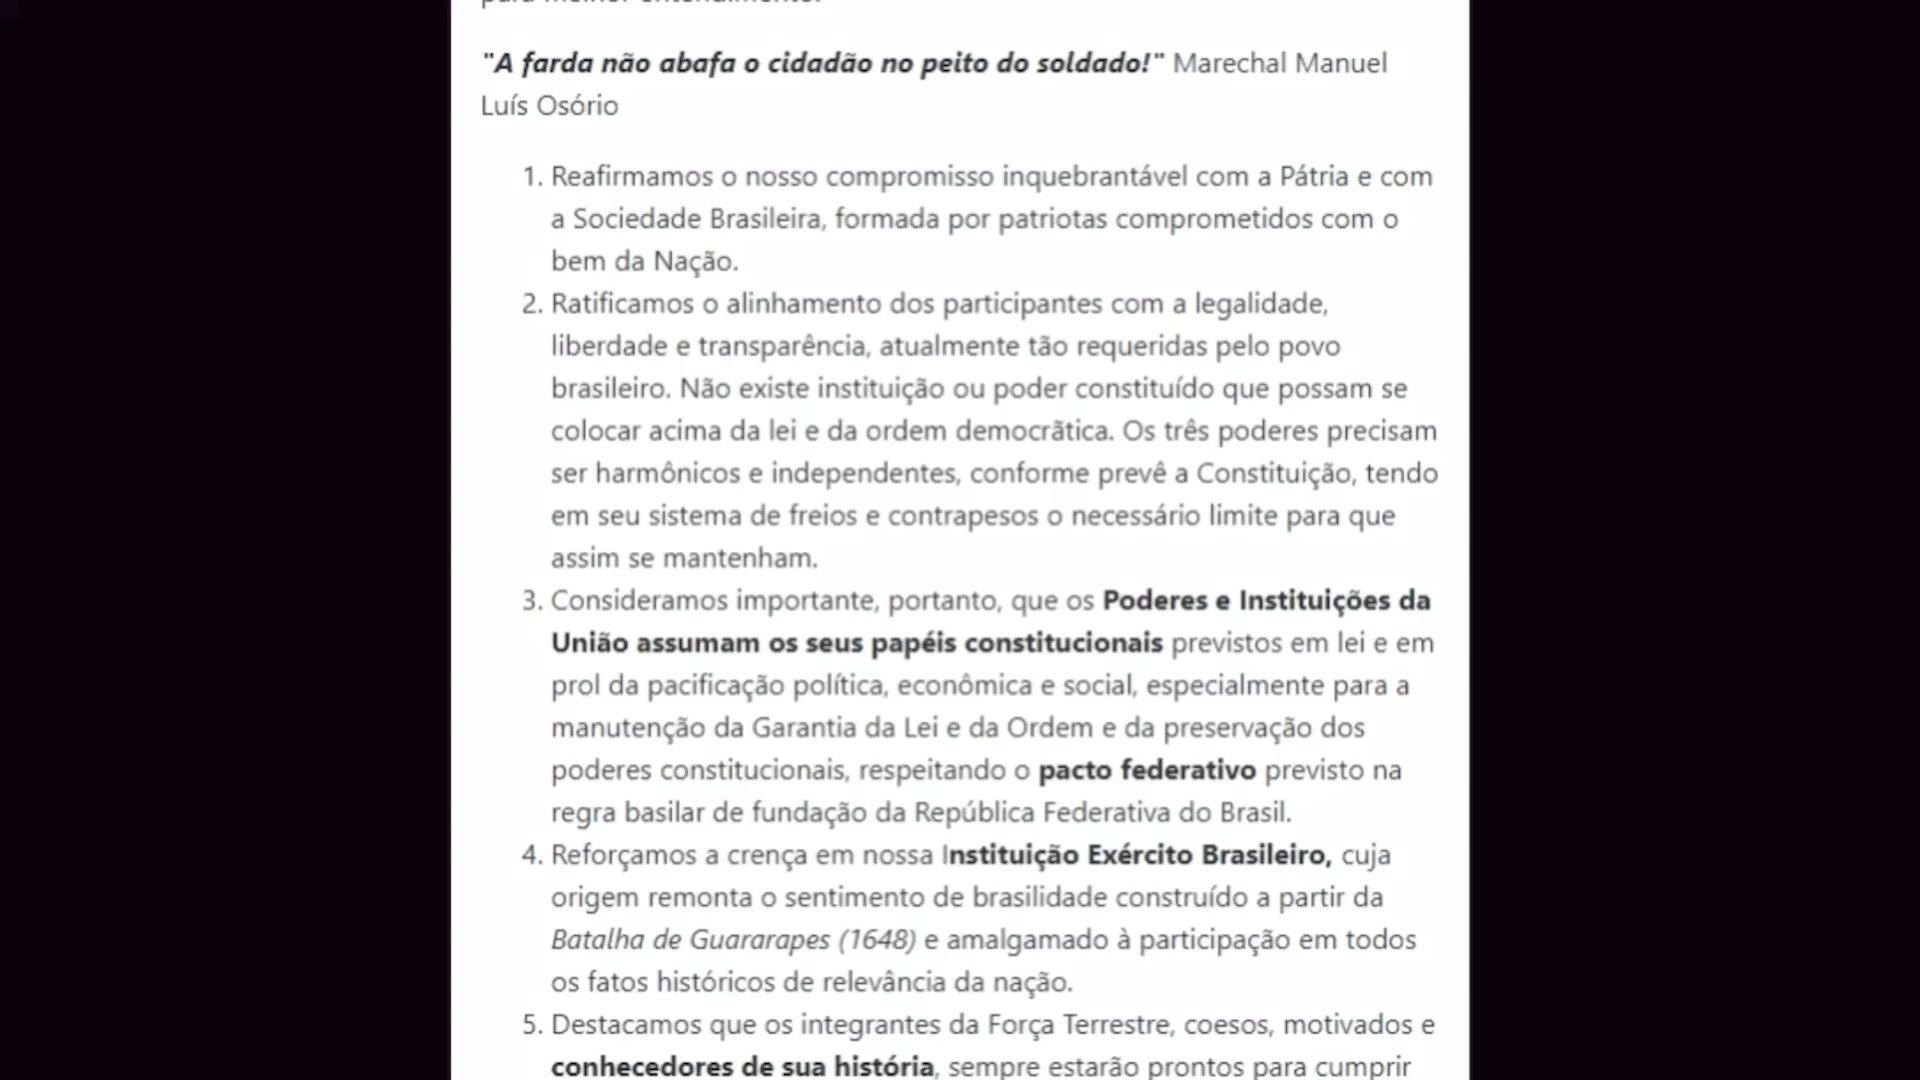 "A farda não abafa o cidadão no peito do soldado!" Marechal Manuel
Luís Osório
1. Reafirmamos o nosso compromisso inquebrantável com a Pátria e com
a Sociedade Brasileira, formada por patriotas comprometidos com o
bem da Nação.
2. Ratificamos o alinhamento dos participantes com a legalidade,
liberdade e transparência, atualmente tão requeridas pelo povo
brasileiro. Não existe instituição ou poder constituído que possam se
colocar acima da lei e da ordem democrãtica. Os três poderes precisam
ser harmônicos e independentes, conforme prevê a Constituição, tendo
em seu sistema de freios e contrapesos o necessário limite para que
assim se mantenham.
3. Consideramos importante, portanto, que os Poderes e Instituições da
União assumam os seus papéis constitucionais previstos em lei e em
prol da pacificação política, econômica e social, especialmente para a
manutenção da Garantia da Lei e da Ordem e da preservação dos
poderes constitucionais, respeitando o pacto federativo previsto na
regra basilar de fundação da República Federativa do Brasil.
4. Reforçamos a crença em nossa Instituição Exército Brasileiro, cuja
origem remonta o sentimento de brasilidade construído a partir da
Batalha de Guararapes (1648) e amalgamado à participação em todos
os fatos históricos de relevância da nação.
5. Destacamos que os integrantes da Força Terrestre, coesos, motivados e
conhecedores de sua história, sempre estarão prontos para cumprir